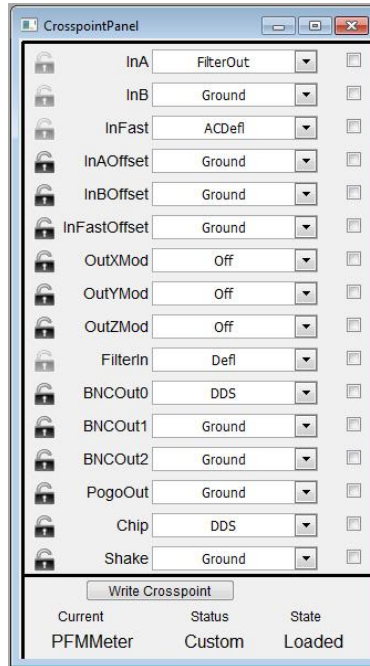 CrosspointPanel
InA FilterOut
InB Ground
InFast ACDefl
InAOffset Ground
InBOffset Ground
InFastOffset Ground
OutXMod Off
OutYMod Off
OutZMod Off
FilterIn Defl
BNCOut0 DDS
BNCOut1 Ground
BNCOut2 Ground
PogoOut Ground
Chip DDS
Shake Ground
Write Crosspoint
Current Status State
PFMMeter Custom Loaded